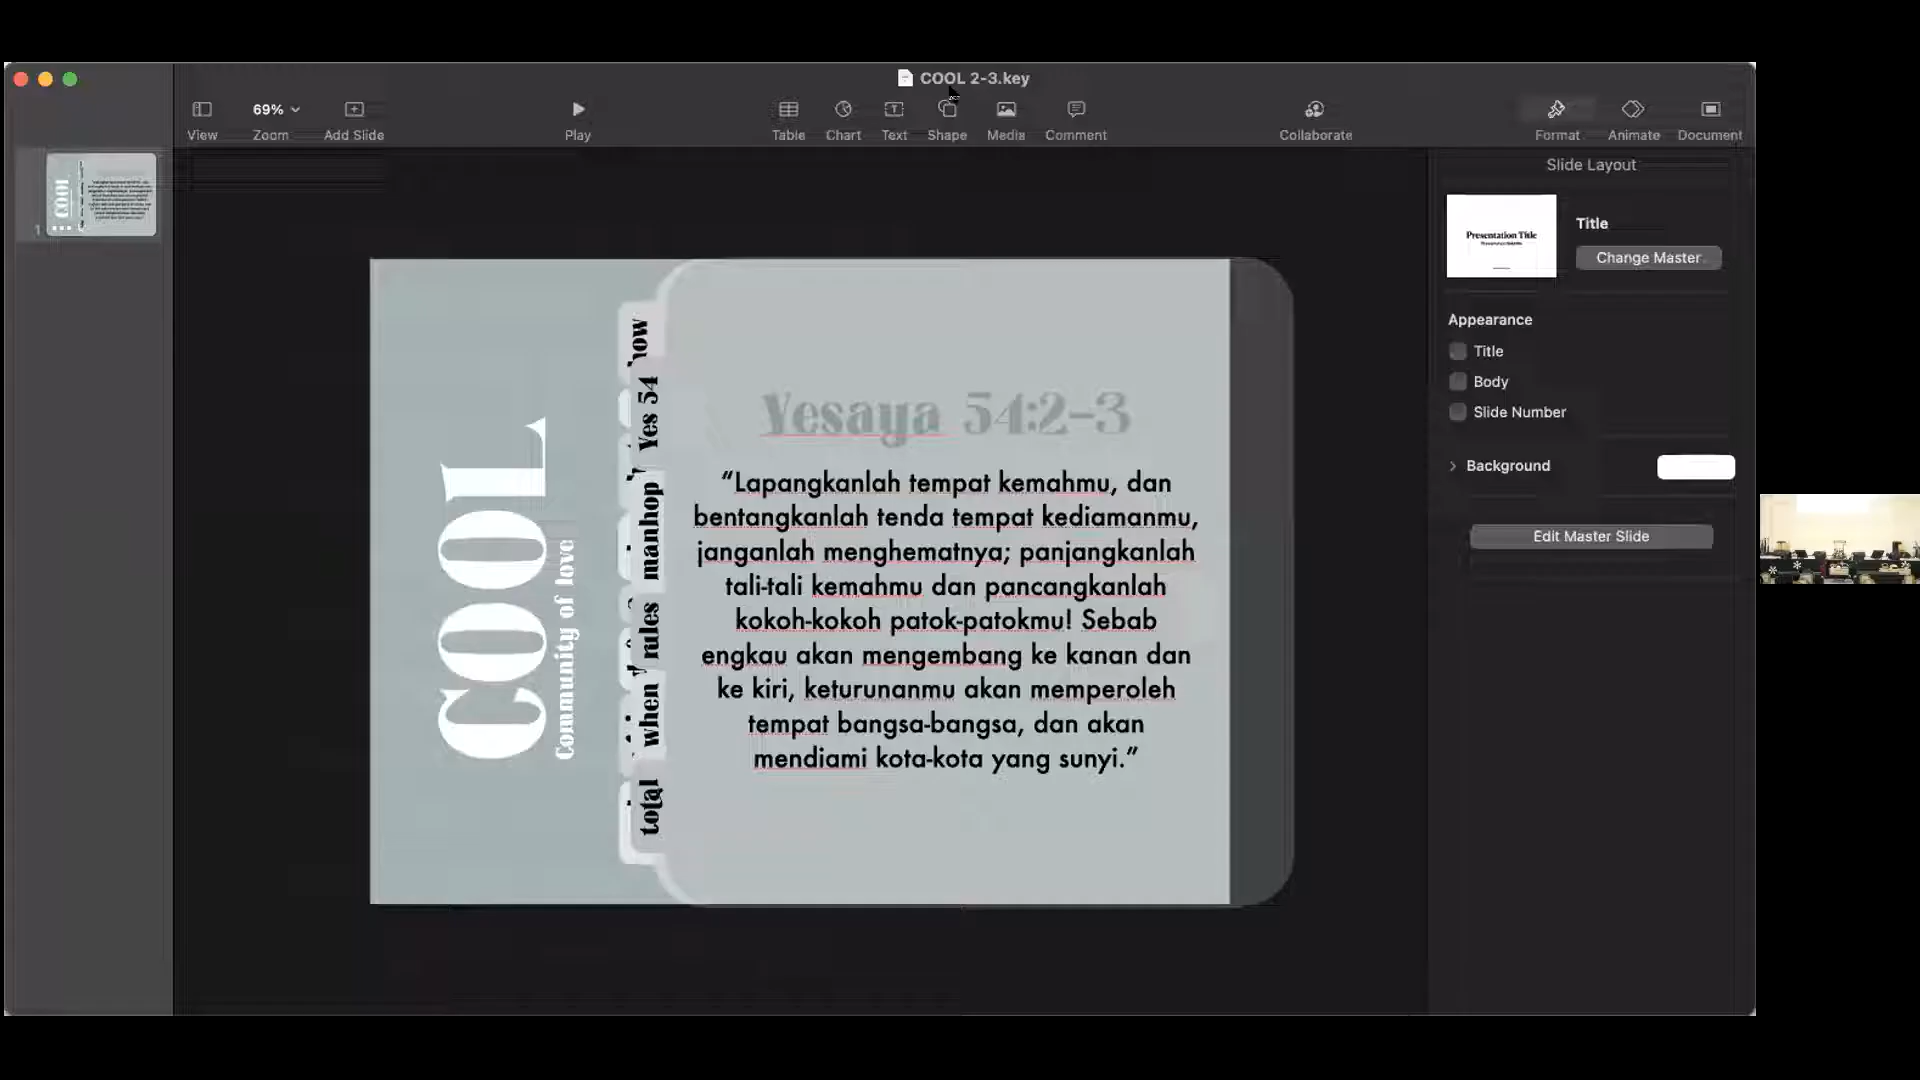 COOL 2-3.key
69%
View
Zoom
Add Slide
Play
Table
Chart
Text
Shape
Media
Comment
Collaborate
Format
Animate
Document
1
COOL
Community of love
total
when
rules
manhop
Yes 54
how
Yesaya 54:2-3
“Lapangkanlah tempat kemahmu, dan
bentangkanlah tenda tempat kediamanmu,
janganlah menghematnya; panjangkanlah
tali-tali kemahmu dan pancangkanlah
kokoh-kokoh patok-patokmu! Sebab
engkau akan mengembang ke kanan dan
ke kiri, keturunanmu akan memperoleh
tempat bangsa-bangsa, dan akan
mendiami kota-kota yang sunyi.”
Slide Layout
Presentation Title
Title
Change Master
Appearance
Title
Body
Slide Number
Background
Edit Master Slide